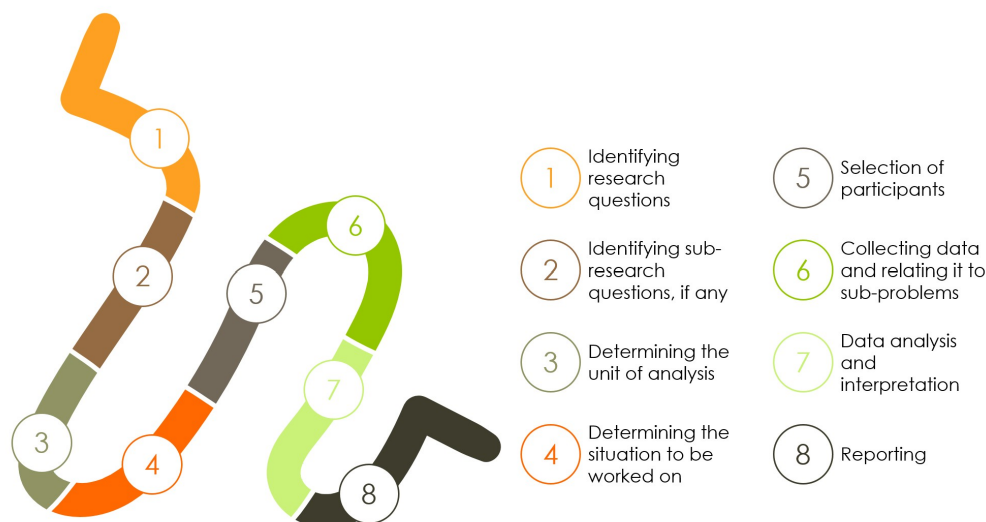 1
2
3
4
5
6
7
8
1
Identifying
research
questions
2
Identifying sub-
research
questions, if any
3
Determining the
unit of analysis
4
Determining the
situation to be
worked on
5
Selection of
participants
6
Collecting data
and relating it to
sub-problems
7
Data analysis
and
interpretation
8
Reporting